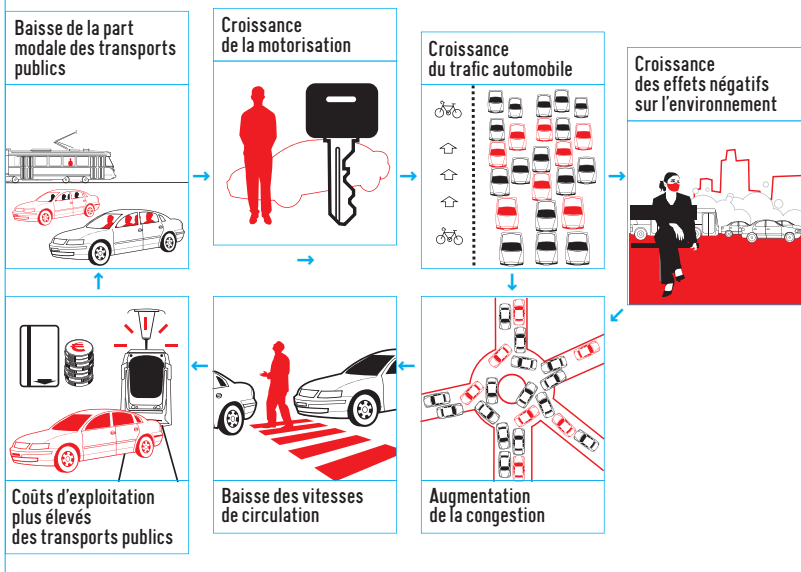 Baisse de la part
modale des transports
publics
Croissance
de la motorisation
Croissance
du trafic automobile
Croissance
des effets négatifs
sur l'environnement
€
Coûts d'exploitation
plus élevés
des transports publics
Baisse des vitesses
de circulation
Augmentation
de la congestion